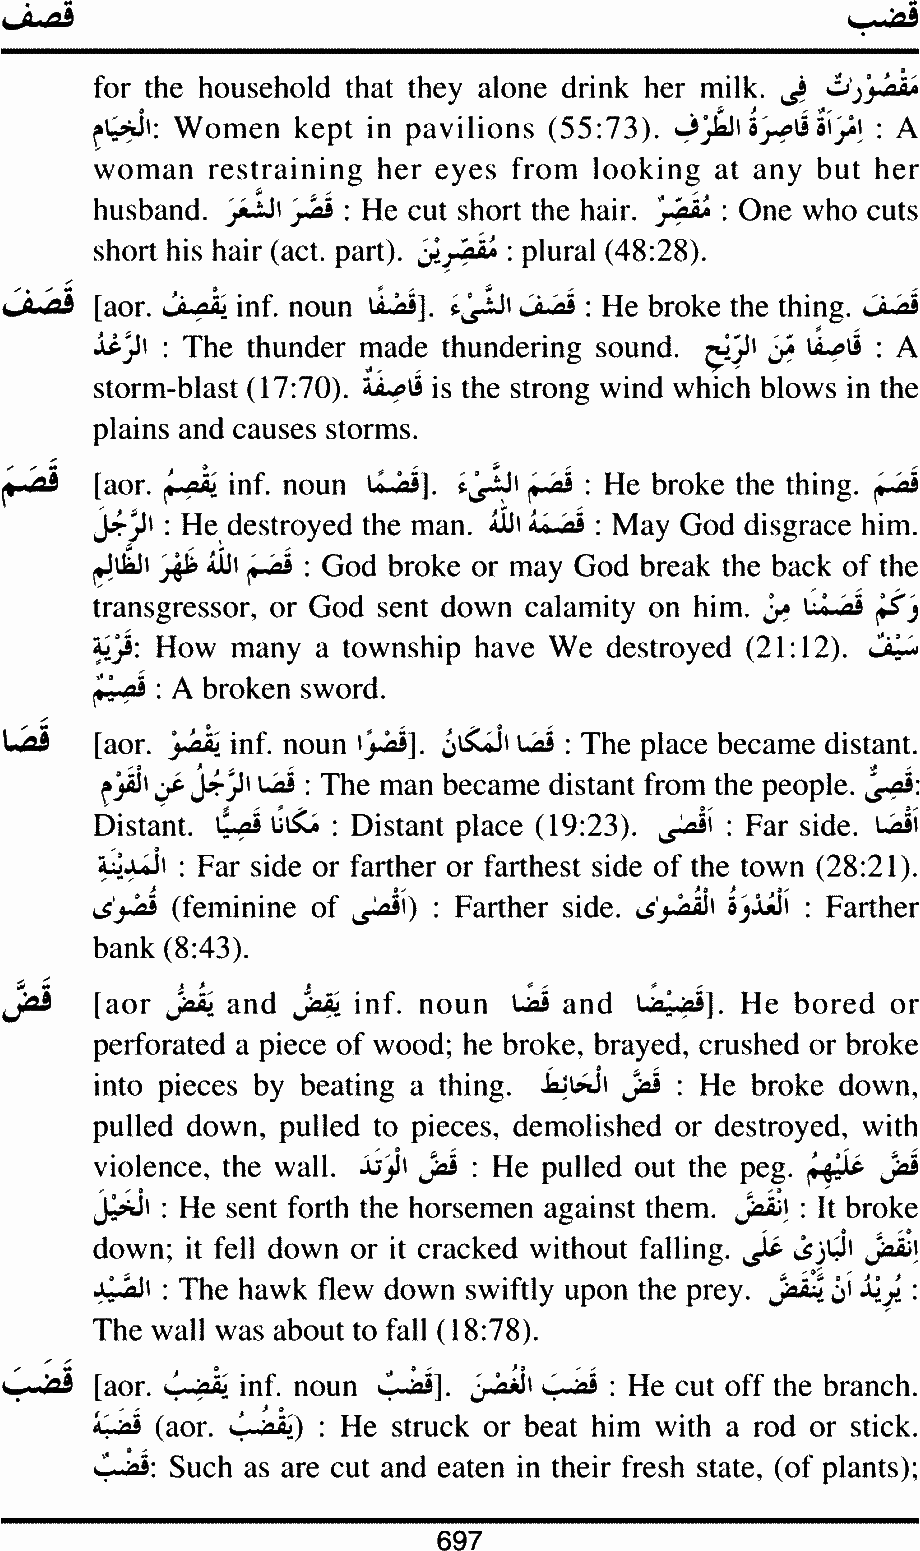 قصف قضب
for the household that they alone drink her milk. مَقْصُوْرٰتٌ فِی
الْخِيَامِ: Women kept in pavilions (55:73). اِمْرَاَةٌ قَاصِرَةُ الطَّرْفِ : A
woman restraining her eyes from looking at any but her
husband. قَصَّرَ الشَّعَرَ : He cut short the hair. مُقَصِّرٌ : One who cuts
short his hair (act. part). مُقَصِّرِيْنَ : plural (48:28).
قَصَفَ [aor. يَقْصِفُ inf. noun قَصْفًا]. قَصَفَ الشَّیْءَ : He broke the thing. قَصَفَ
الرَّعْدُ : The thunder made thundering sound. قَاصِفًا مِّنَ الرِّيْحِ : A
storm-blast (17:70). قَاصِفَةٌ is the strong wind which blows in the
plains and causes storms.
قَصَمَ [aor. يَقْصِمُ inf. noun قَصْمًا]. قَصَمَ الشَّیْءَ : He broke the thing. قَصَمَ
الرَّجُلَ : He destroyed the man. قَصَمَهُ اللّٰهُ : May God disgrace him.
قَصَمَ اللّٰهُ ظَهْرَ الظَّالِمِ : God broke or may God break the back of the
transgressor, or God sent down calamity on him. وَكَمْ قَصَمْنَا مِنْ
قَرْيَةٍ: How many a township have We destroyed (21:12). سَيْفٌ
قَصِيْمٌ : A broken sword.
قَصَا [aor. يَقْصُوْ inf. noun قَصْوًا]. قَصَا الْمَكَانُ : The place became distant.
قَصَا الرَّجُلُ عَنِ الْقَوْمِ : The man became distant from the people. قَصِیٌّ:
Distant. مَكَانًا قَصِيًّا : Distant place (19:23). اَقْصٰی : Far side. اَقْصَا
الْمَدِيْنَةِ : Far side or farther or farthest side of the town (28:21).
قُصْوٰی (feminine of اَقْصٰی) : Farther side. اَلْعُدْوَةُ الْقُصْوٰی : Farther
bank (8:43).
قَضَّ [aor يَقُضُّ and يَقِضُّ inf. noun قَضًّا and قَضِيْضًا]. He bored or
perforated a piece of wood; he broke, brayed, crushed or broke
into pieces by beating a thing. قَضَّ الْحَائِطَ : He broke down,
pulled down, pulled to pieces, demolished or destroyed, with
violence, the wall. قَضَّ الْوَتَدَ : He pulled out the peg. قَضَّ عَلَيْهِمُ
الْخَيْلَ : He sent forth the horsemen against them. اِنْقَضَّ : It broke
down; it fell down or it cracked without falling. اِنْقَضَّ الْبَازِیْ عَلَی
الصَّيْدِ : The hawk flew down swiftly upon the prey. يُرِيْدُ اَنْ يَّنْقَضَّ :
The wall was about to fall (18:78).
قَضَبَ [aor. يَقْضِبُ inf. noun قَضْبٌ]. قَضَبَ الْغُصْنَ : He cut off the branch.
قَضَبَهُ (aor. يَقْضُبُ) : He struck or beat him with a rod or stick.
قَضْبٌ: Such as are cut and eaten in their fresh state, (of plants);
697